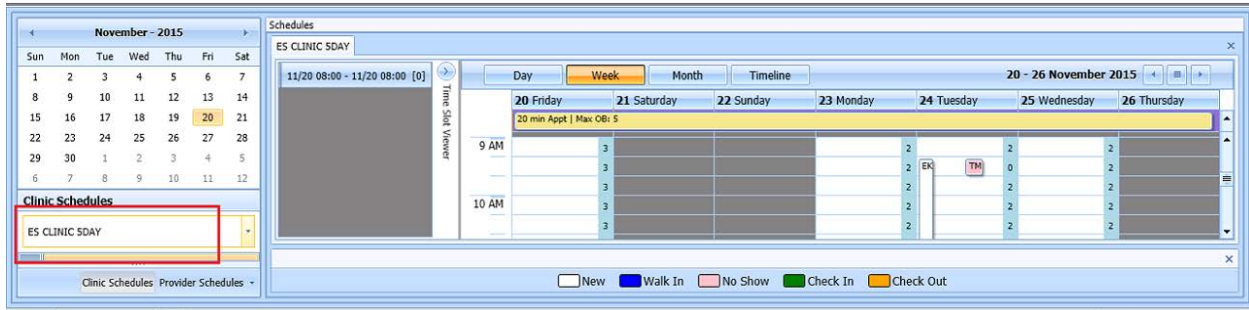 November - 2015
Sun Mon Tue Wed Thu Fri Sat
1 2 3 4 5 6 7
8 9 10 11 12 13 14
15 16 17 18 19 20 21
22 23 24 25 26 27 28
29 30 1 2 3 4 5
6 7 8 9 10 11 12
Clinic Schedules
ES CLINIC 5DAY
Clinic Schedules Provider Schedules
Schedules
ES CLINIC 5DAY
11/20 08:00 - 11/20 08:00 [0]
Time Slot Viewer
Day Week Month Timeline 20 - 26 November 2015
20 Friday 21 Saturday 22 Sunday 23 Monday 24 Tuesday 25 Wednesday 26 Thursday
20 min Appt | Max OB: 5
9 AM 3 2 2 2
3 2 EK TM 0 2
3 2 2 2
10 AM 3 2 2 2
3 2 2 2
New Walk In No Show Check In Check Out